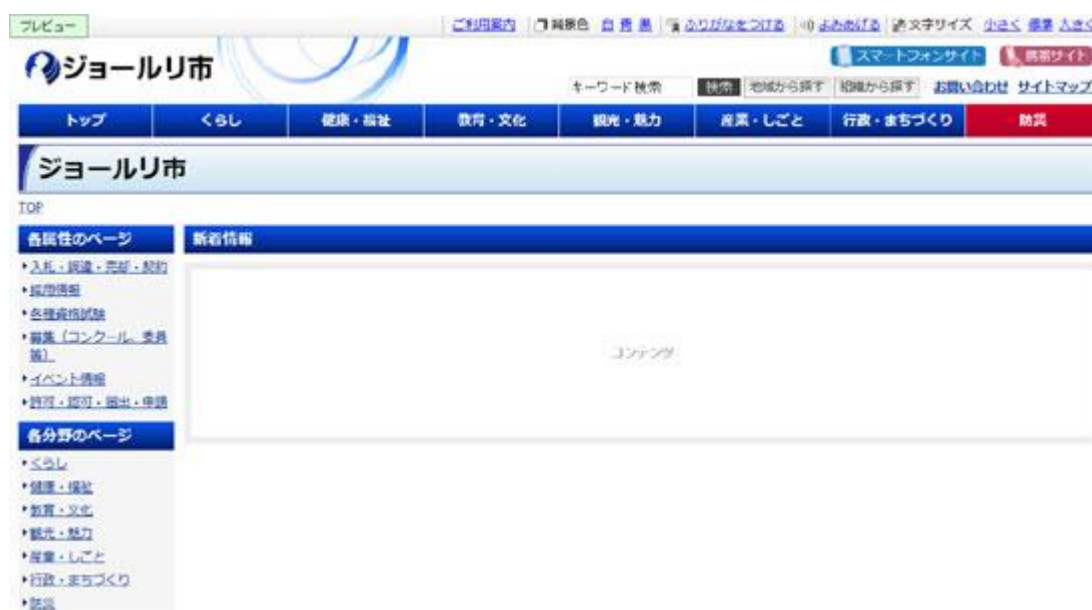 プレビュー
ご利用案内 背景色 白 青 黒 ふりがなをつける よみあげる 文字サイズ 小さく 標準 大きく
ジョールリ市
スマートフォンサイト 携帯サイト
キーワード検索 検索 地域から探す 組織から探す お問い合わせ サイトマップ
トップ くらし 健康・福祉 教育・文化 観光・魅力 産業・しごと 行政・まちづくり 防災
ジョールリ市
TOP
各属性のページ 新着情報
入札・調達・売却・契約
採用情報
各種資格試験
募集(コンクール、委員
等)
コンテンツ
イベント情報
許可・認可・届出・申請
各分野のページ
くらし
健康・福祉
教育・文化
観光・魅力
産業・しごと
行政・まちづくり
防災